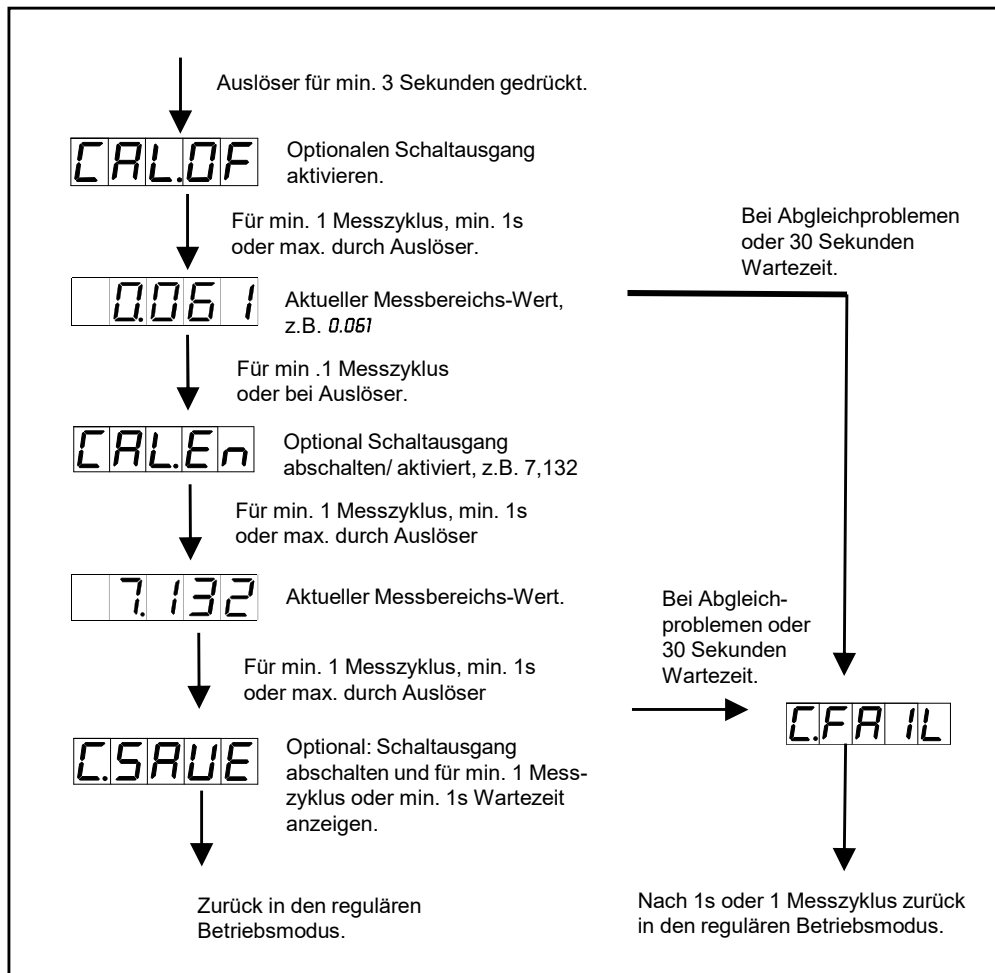 Auslöser für min. 3 Sekunden gedrückt.
CAL.OF
Optionalen Schaltausgang
aktivieren.
Für min. 1 Messzyklus, min. 1s
oder max. durch Auslöser.
Bei Abgleichproblemen
oder 30 Sekunden
Wartezeit.
0.061
Aktueller Messbereichs-Wert,
z.B. 0.061
Für min .1 Messzyklus
oder bei Auslöser.
CAL.En
Optional Schaltausgang
abschalten/ aktiviert, z.B. 7,132
Für min. 1 Messzyklus, min. 1s
oder max. durch Auslöser
7.132
Aktueller Messbereichs-Wert.
Bei Abgleich-
problemen oder
30 Sekunden
Wartezeit.
Für min. 1 Messzyklus, min. 1s
oder max. durch Auslöser
C.FAIL
C.SAVE
Optional: Schaltausgang
abschalten und für min. 1 Mess-
zyklus oder min. 1s Wartezeit
anzeigen.
Zurück in den regulären
Betriebsmodus.
Nach 1s oder 1 Messzyklus zurück
in den regulären Betriebsmodus.